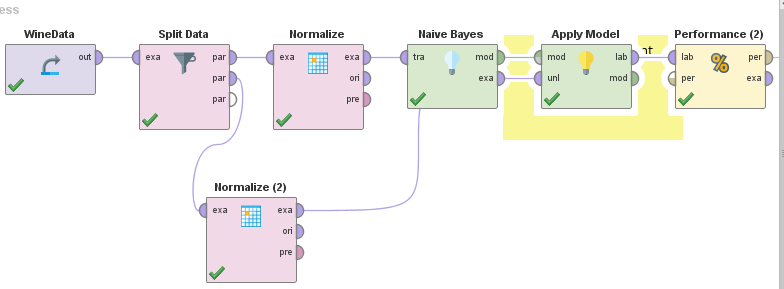 ess
WineData
out
Split Data
exa
par
par
par
Normalize
exa
exa
ori
pre
Naive Bayes
tra
mod
exa
Apply Model
mod
lab
unl
mod
nt
Performance (2)
lab
per
per
exa
%
Normalize (2)
exa
exa
ori
pre